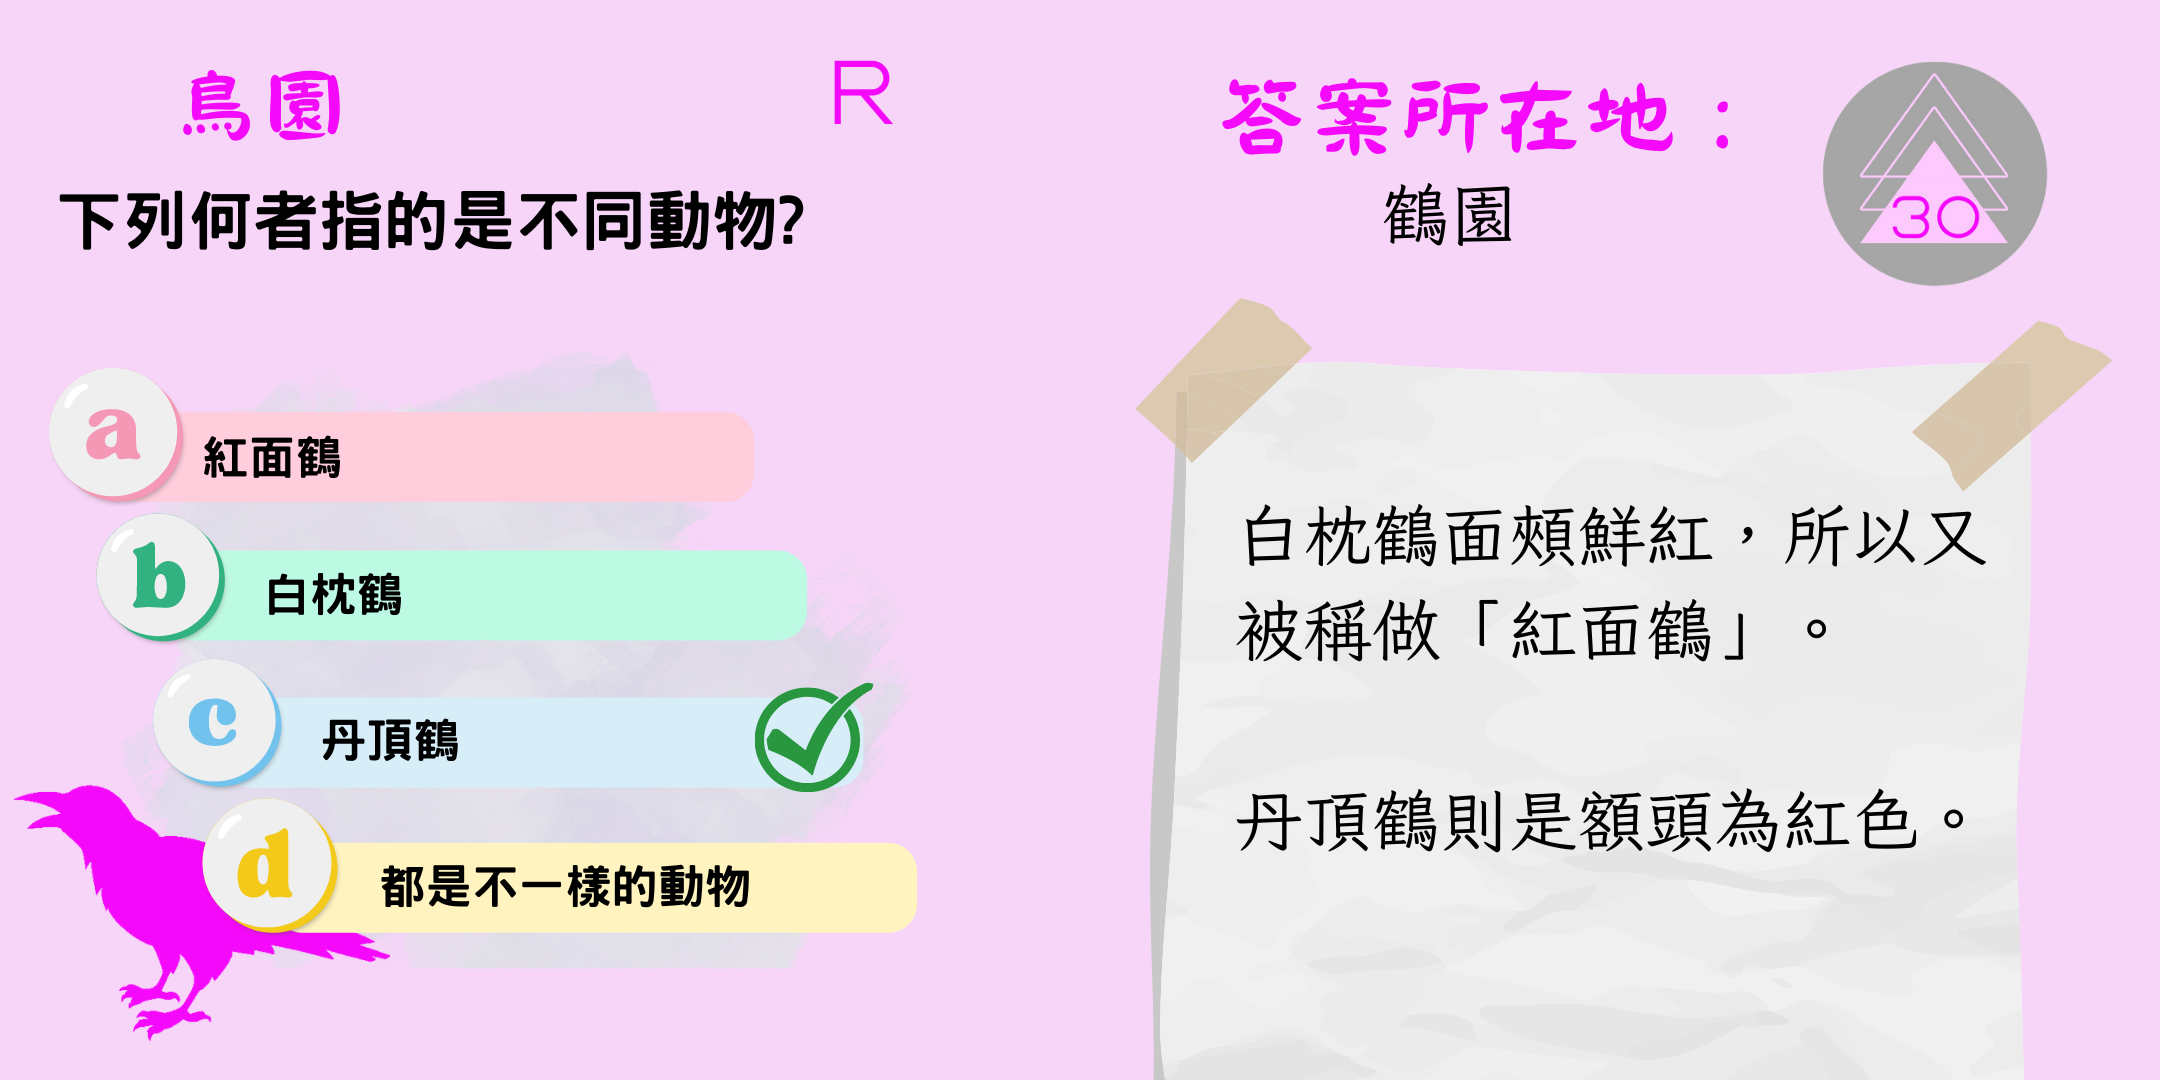 鳥園
R
下列何者指的是不同動物?
a
紅面鶴
b
白枕鶴
c
丹頂鶴
d
都是不一樣的動物
答案所在地：
鶴園
30
白枕鶴面頰鮮紅，所以又
被稱做「紅面鶴」。
丹頂鶴則是額頭為紅色。